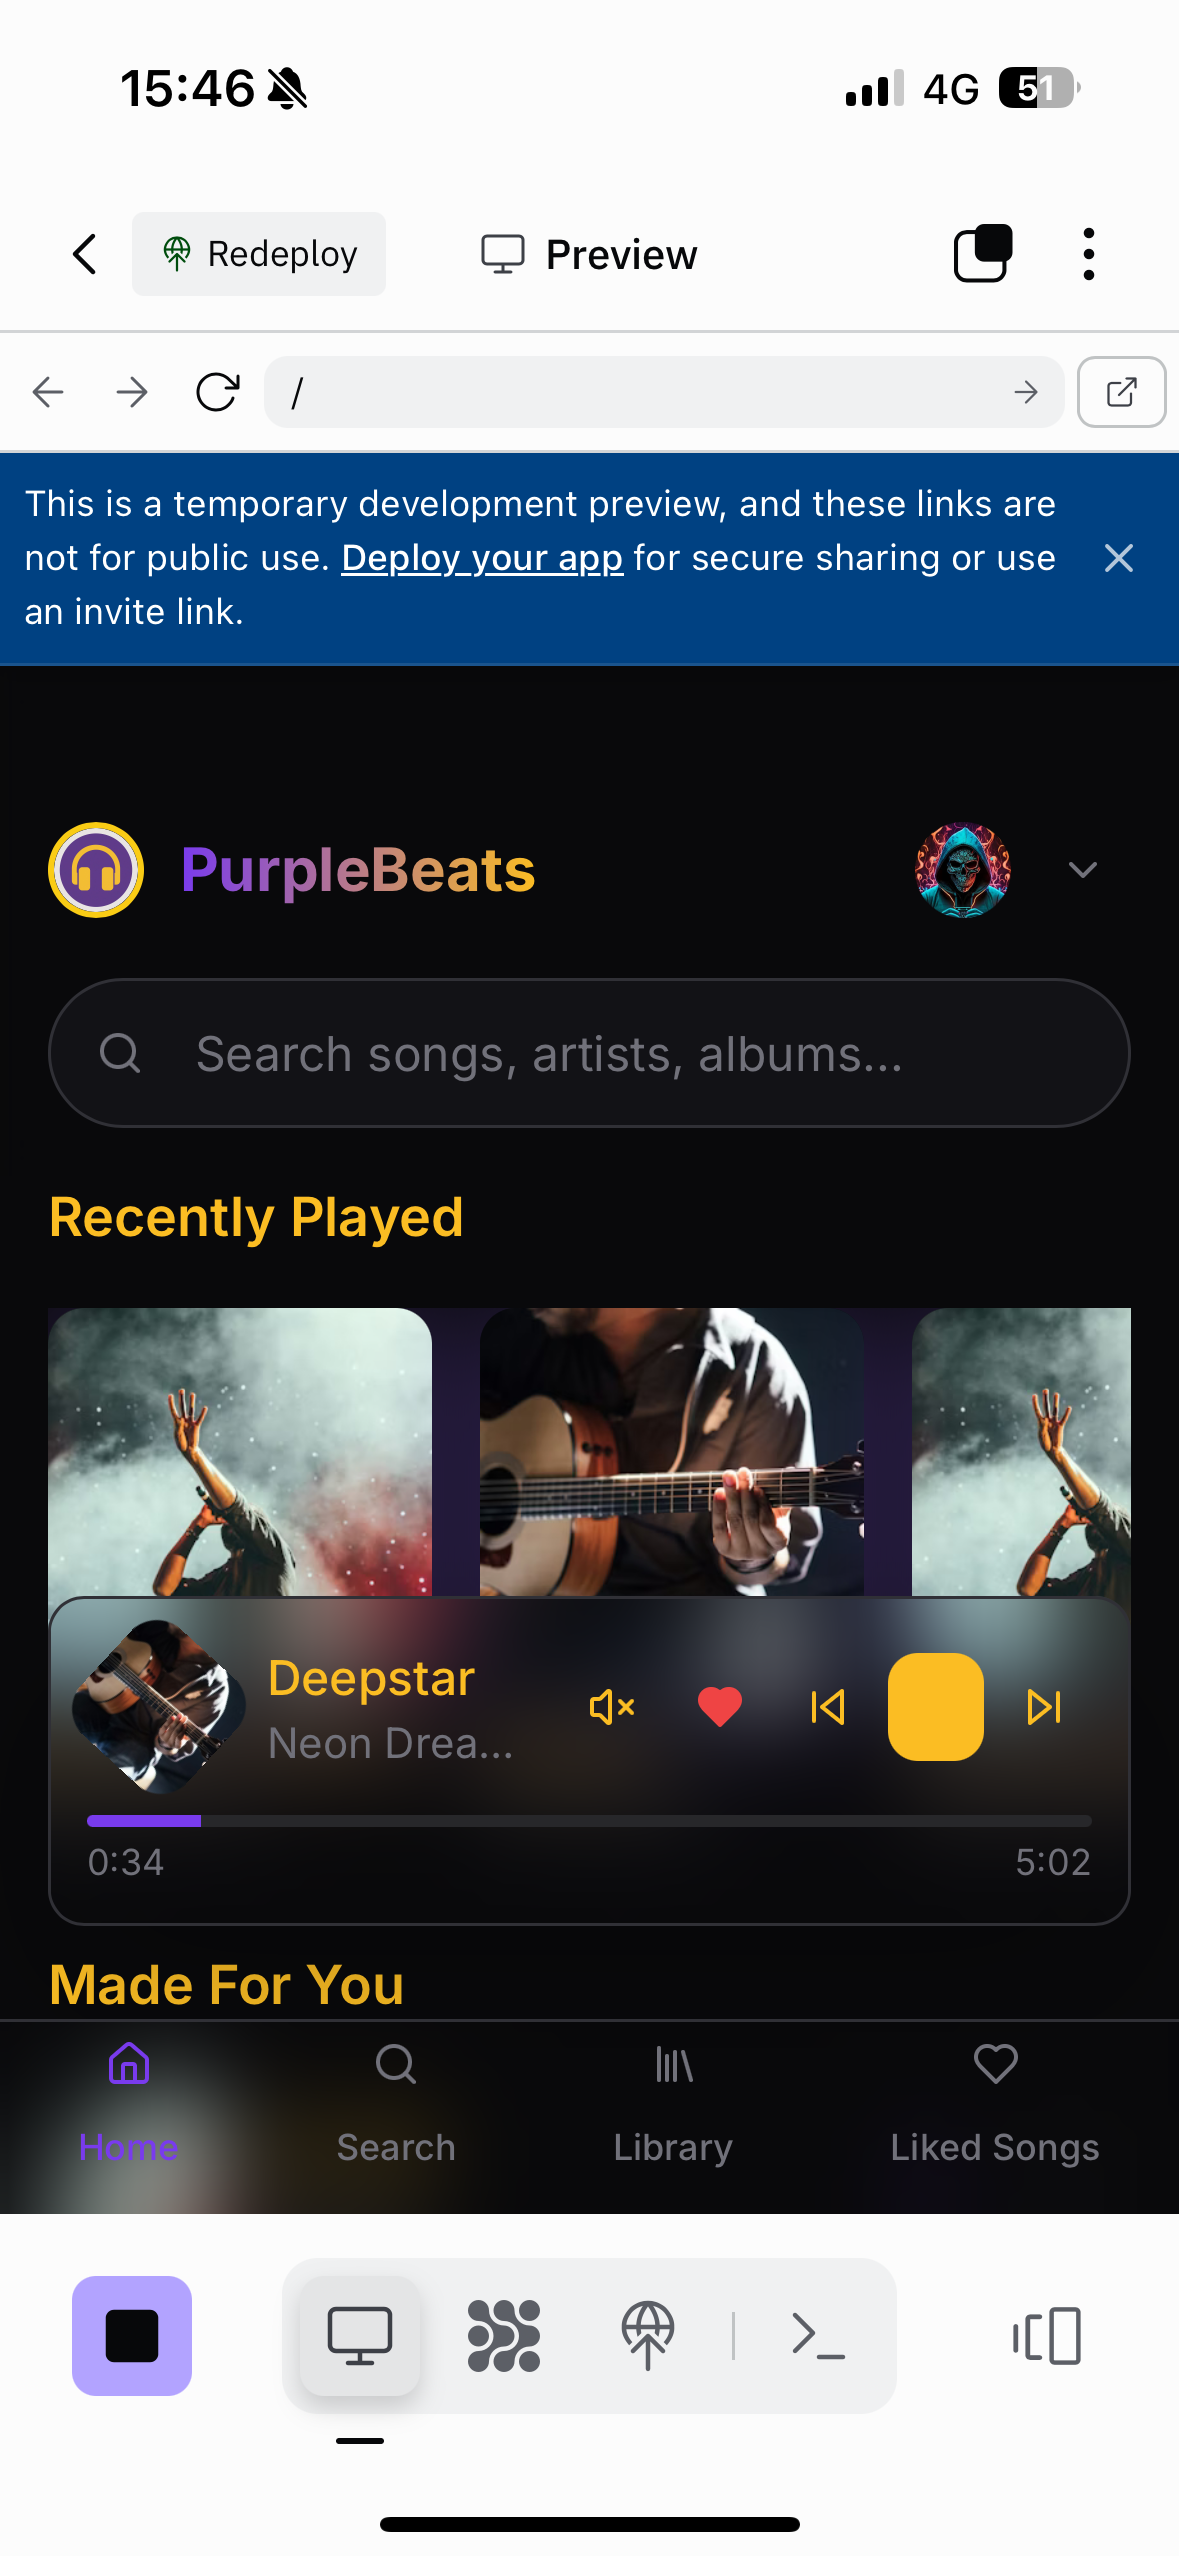 15:46
4G
51
Redeploy
Preview
/
This is a temporary development preview, and these links are
not for public use. Deploy your app for secure sharing or use
an invite link.
PurpleBeats
Search songs, artists, albums...
Recently Played
Deepstar
Neon Drea...
0:34
5:02
Made For You
Home
Search
Library
Liked Songs